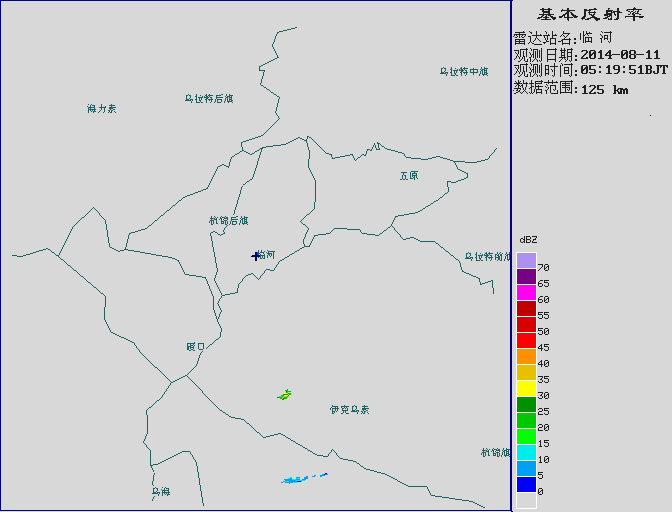 基本反射率
雷达站名:临 河
观测日期:2014-08-11
观测时间:05:19:51BJT
数据范围:125 km
乌拉特中旗
乌拉特后旗
海力素
五原
杭锦后旗
临河
乌拉特前旗
dBZ
70
65
60
55
50
45
40
35
30
25
20
15
10
5
0
伊克乌素
杭锦旗
乌海